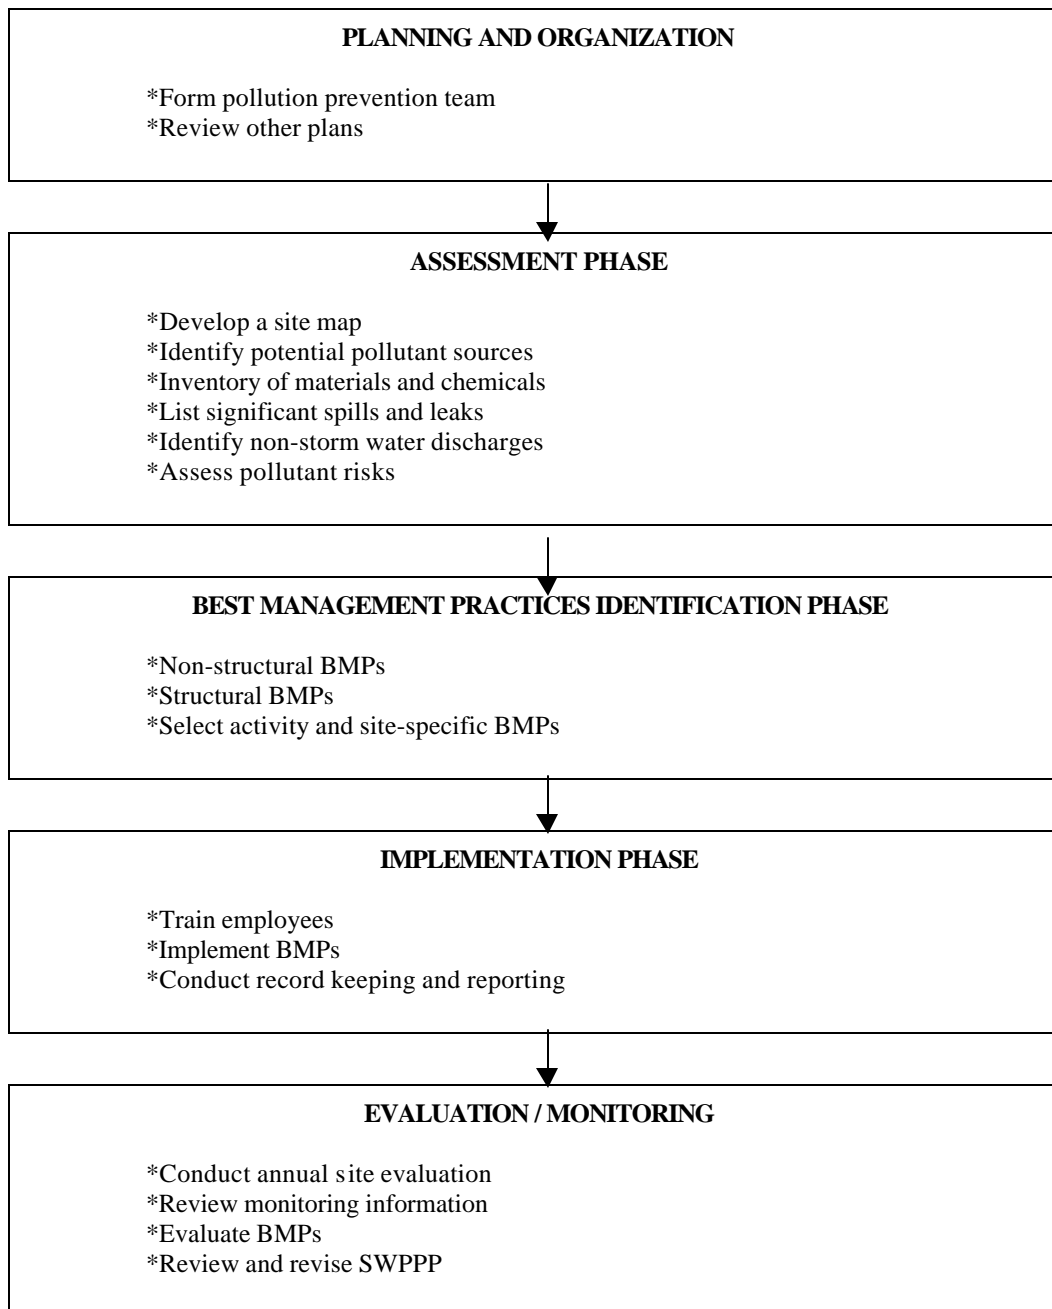 PLANNING AND ORGANIZATION
*Form pollution prevention team
*Review other plans
ASSESSMENT PHASE
*Develop a site map
*Identify potential pollutant sources
*Inventory of materials and chemicals
*List significant spills and leaks
*Identify non-storm water discharges
*Assess pollutant risks
BEST MANAGEMENT PRACTICES IDENTIFICATION PHASE
*Non-structural BMPs
*Structural BMPs
*Select activity and site-specific BMPs
IMPLEMENTATION PHASE
*Train employees
*Implement BMPs
*Conduct record keeping and reporting
EVALUATION / MONITORING
*Conduct annual site evaluation
*Review monitoring information
*Evaluate BMPs
*Review and revise SWPPP